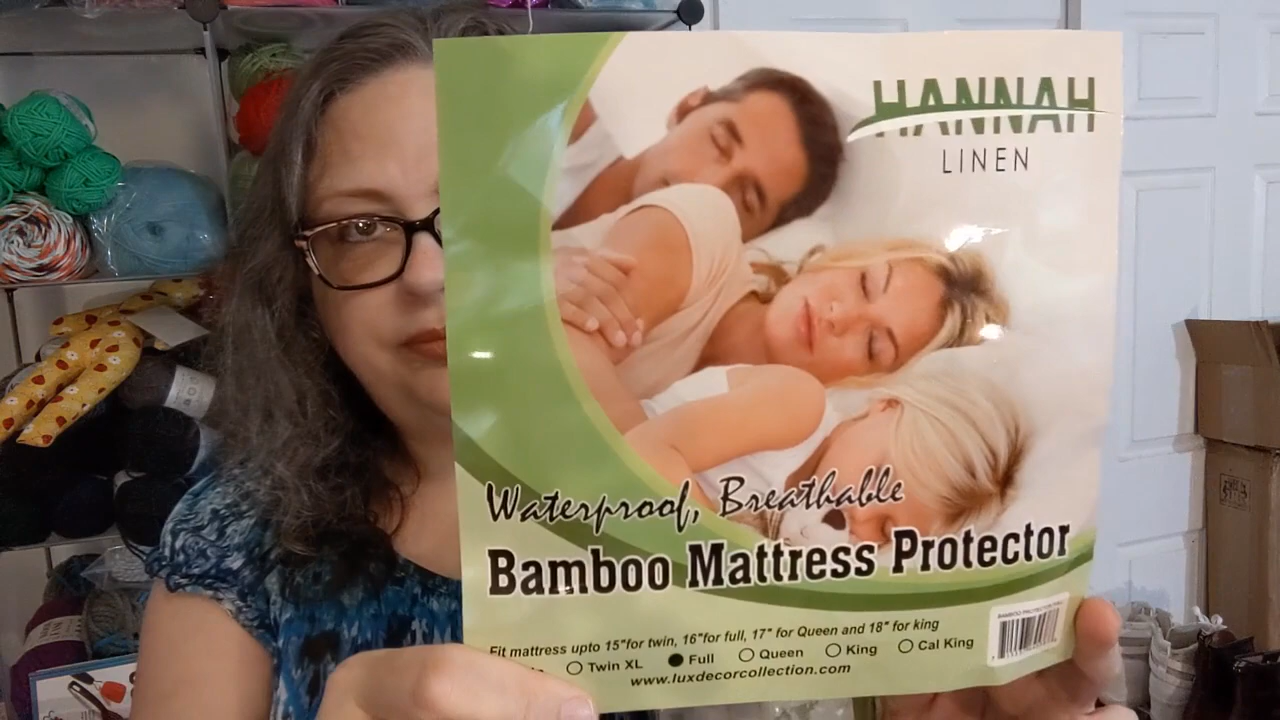 HANNAH
LINEN
Waterproof, Breathable
Bamboo Mattress Protector
Fit mattress upto 15"for twin, 16"for full, 17" for Queen and 18" for king
Twin XL Full Queen King Cal King
www.luxdecorcollection.com